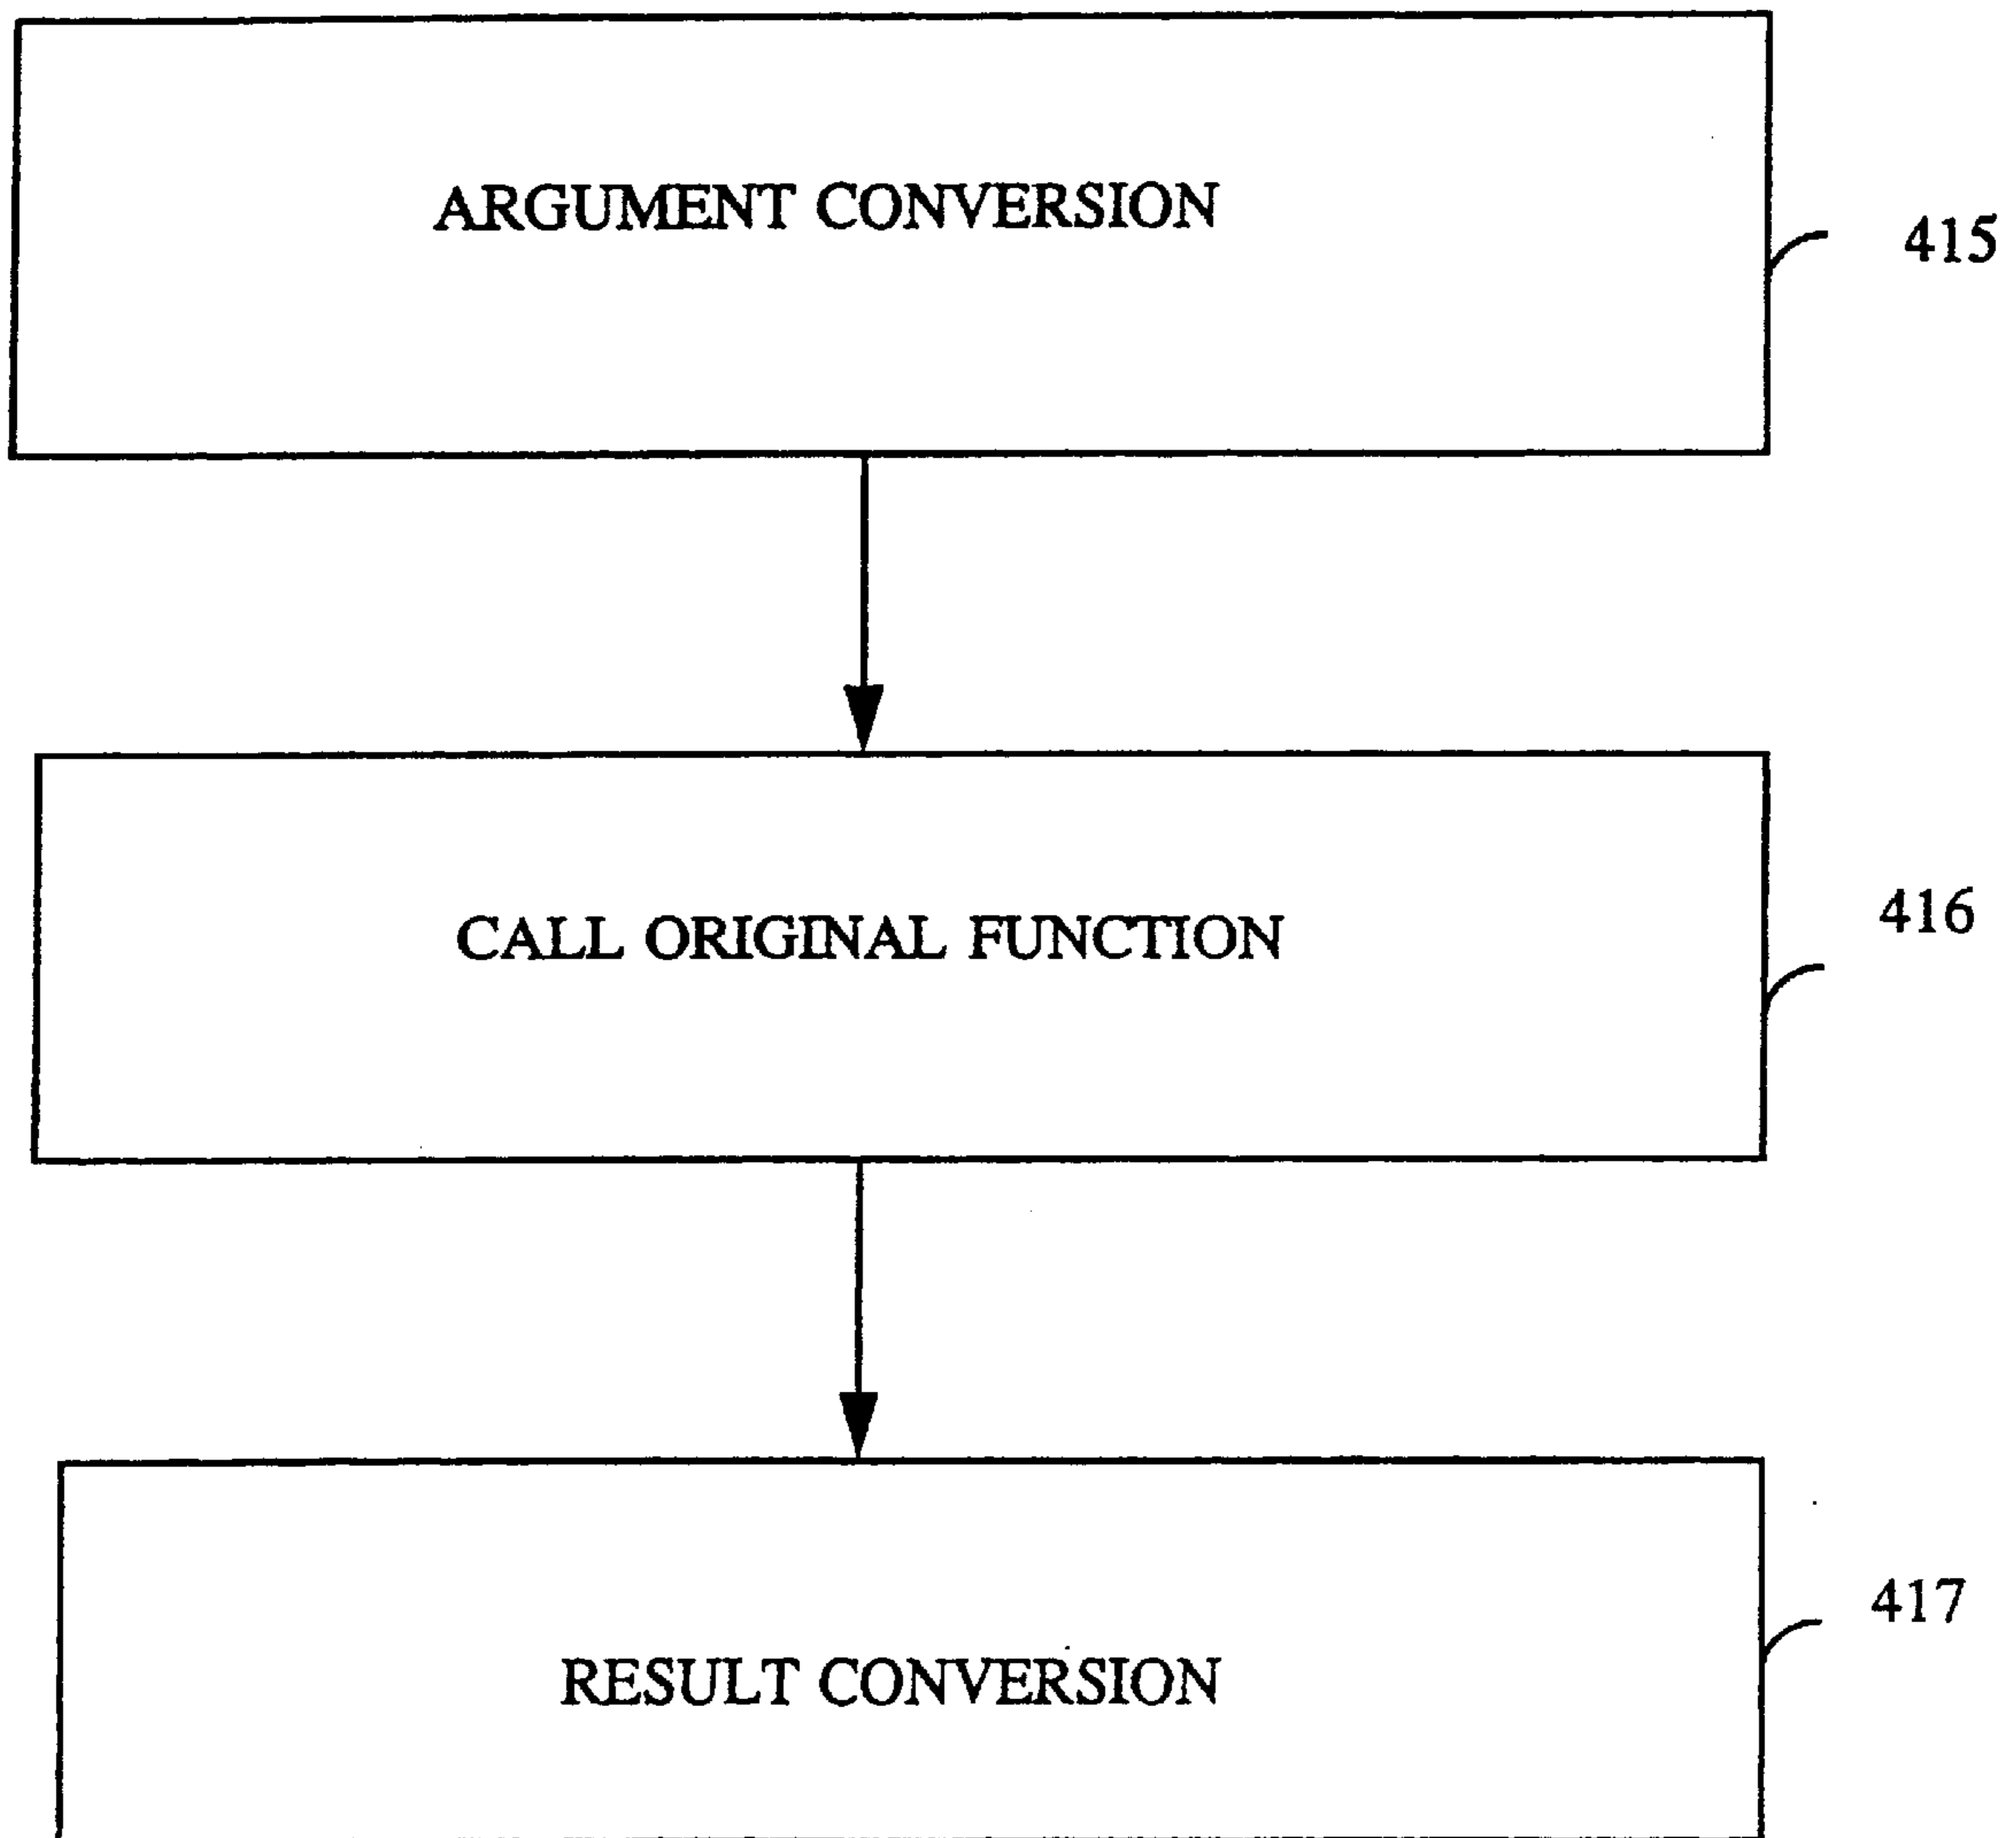 ARGUMENT CONVERSION
415
CALL ORIGINAL FUNCTION
416
RESULT CONVERSION
417